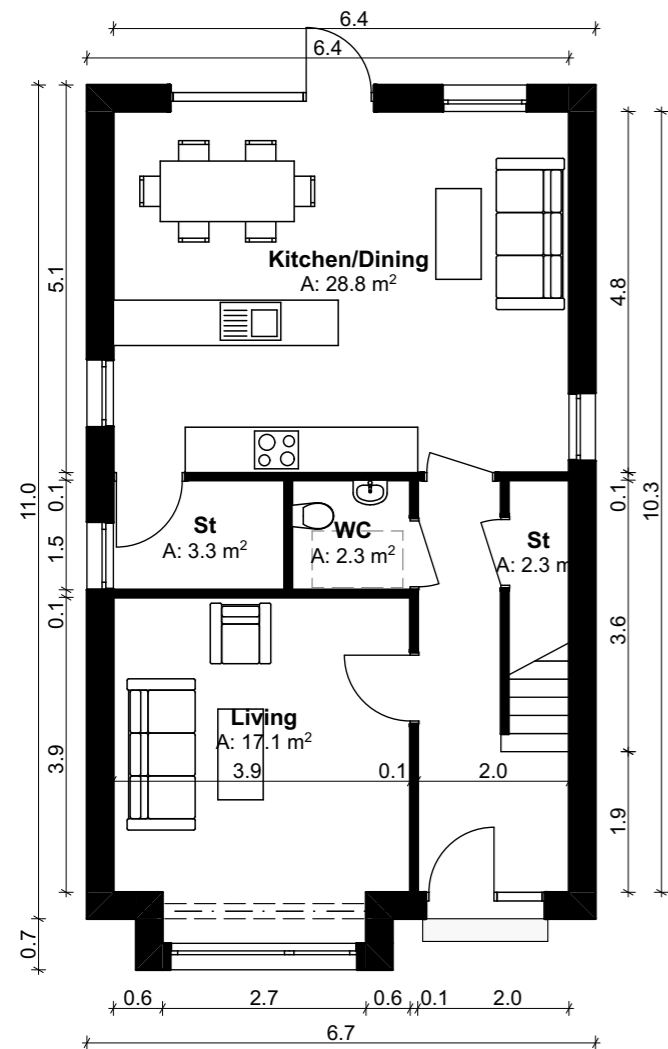 6.4
6.4
Kitchen/Dining
A: 28.8 m²
5.1
4.8
11.0
10.3
0.1
0.1
St
A: 3.3 m²
WC
A: 2.3 m²
St
A: 2.3 m
1.5
0.1
3.6
Living
A: 17.1 m²
3.9
3.9
0.1
2.0
1.9
0.7
0.6
2.7
0.6
0.1
2.0
6.7